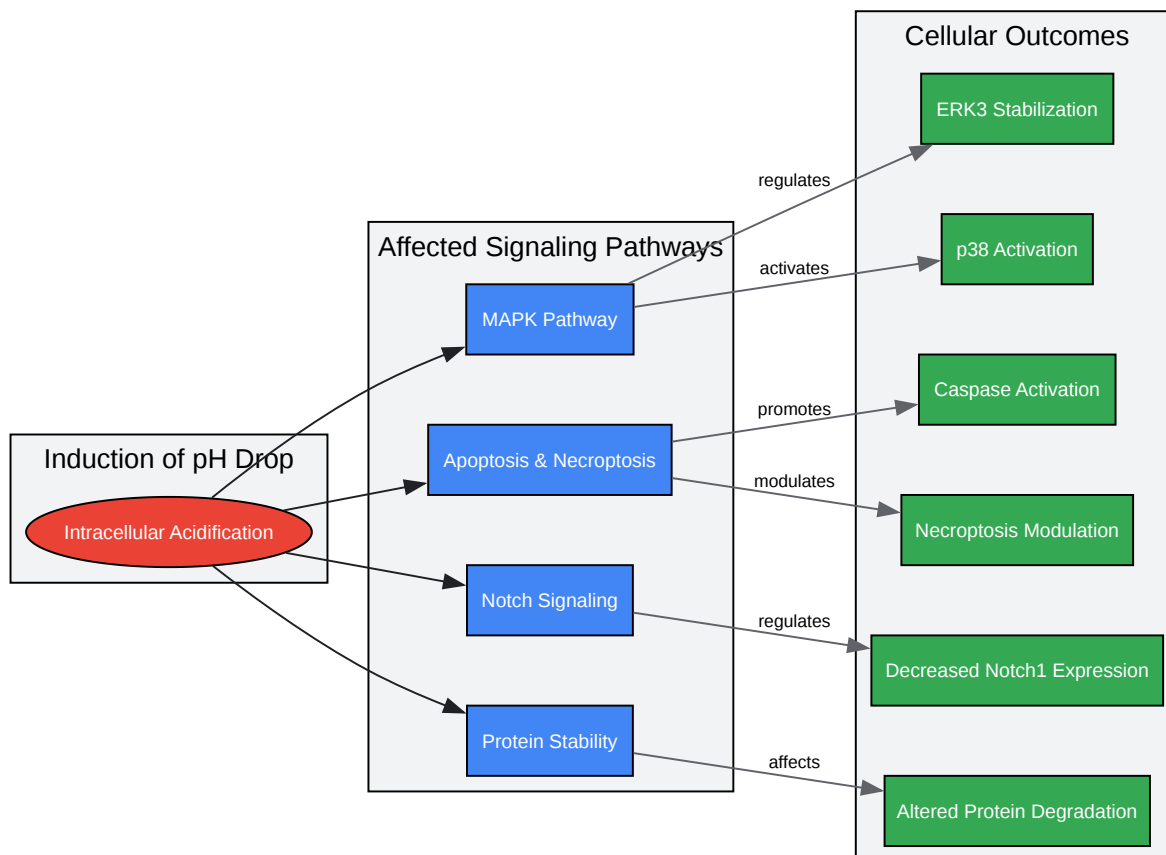 Induction of pH Drop
Intracellular Acidification
Affected Signaling Pathways
MAPK Pathway
Apoptosis & Necroptosis
Notch Signaling
Protein Stability
regulates
activates
promotes
modulates
regulates
affects
Cellular Outcomes
ERK3 Stabilization
p38 Activation
Caspase Activation
Necroptosis Modulation
Decreased Notch1 Expression
Altered Protein Degradation